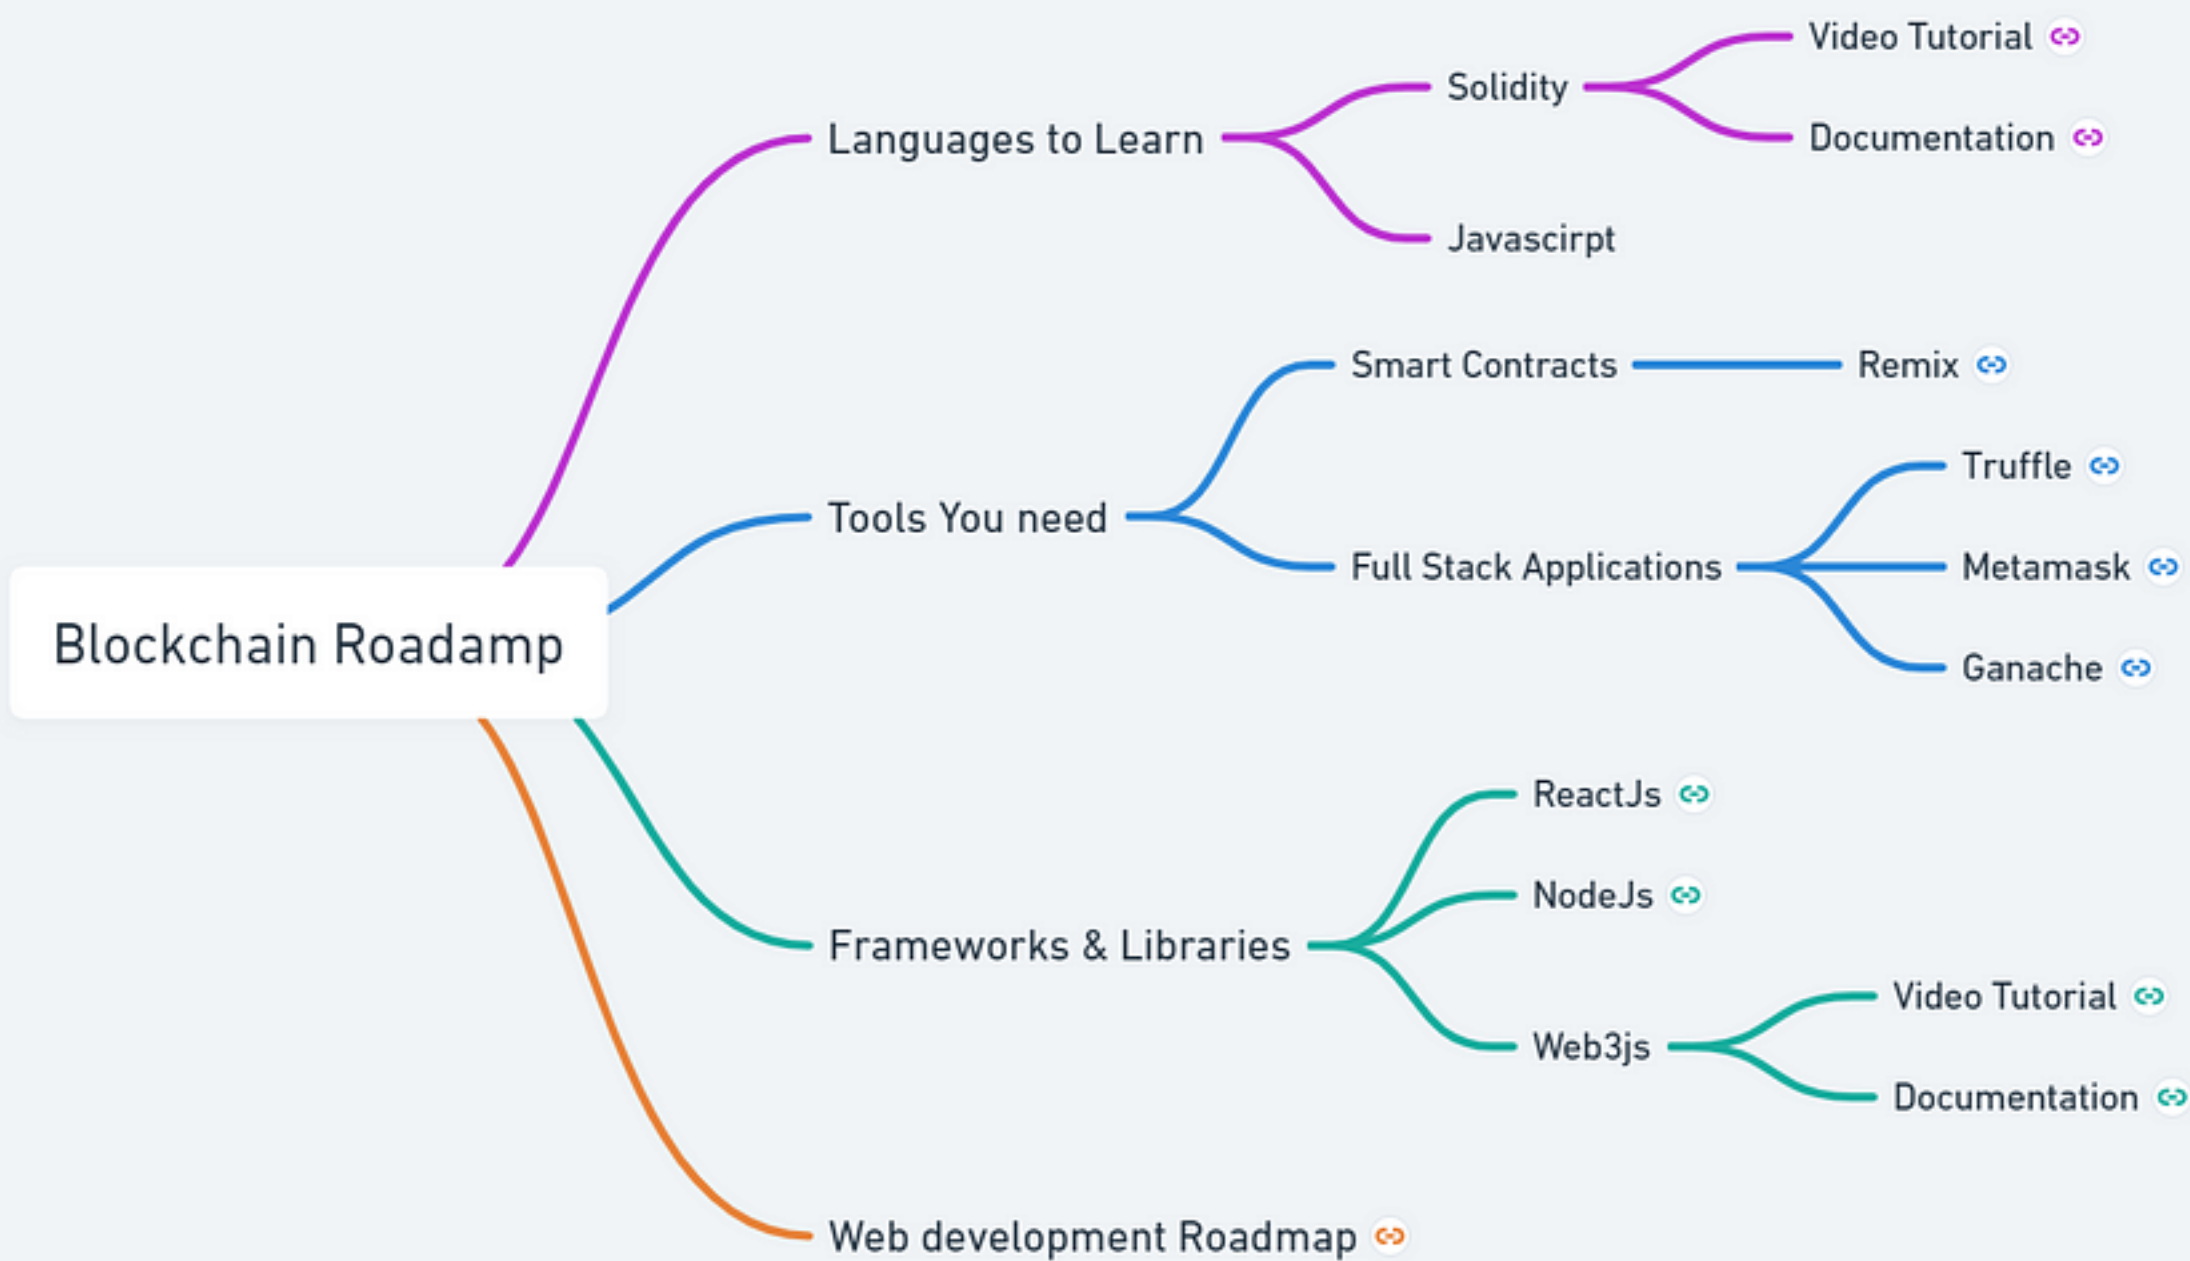 Blockchain Roadamp
Languages to Learn
Solidity
Video Tutorial
Documentation
Javascirpt
Tools You need
Smart Contracts
Remix
Full Stack Applications
Truffle
Metamask
Ganache
Frameworks & Libraries
ReactJs
NodeJs
Web3js
Video Tutorial
Documentation
Web development Roadmap